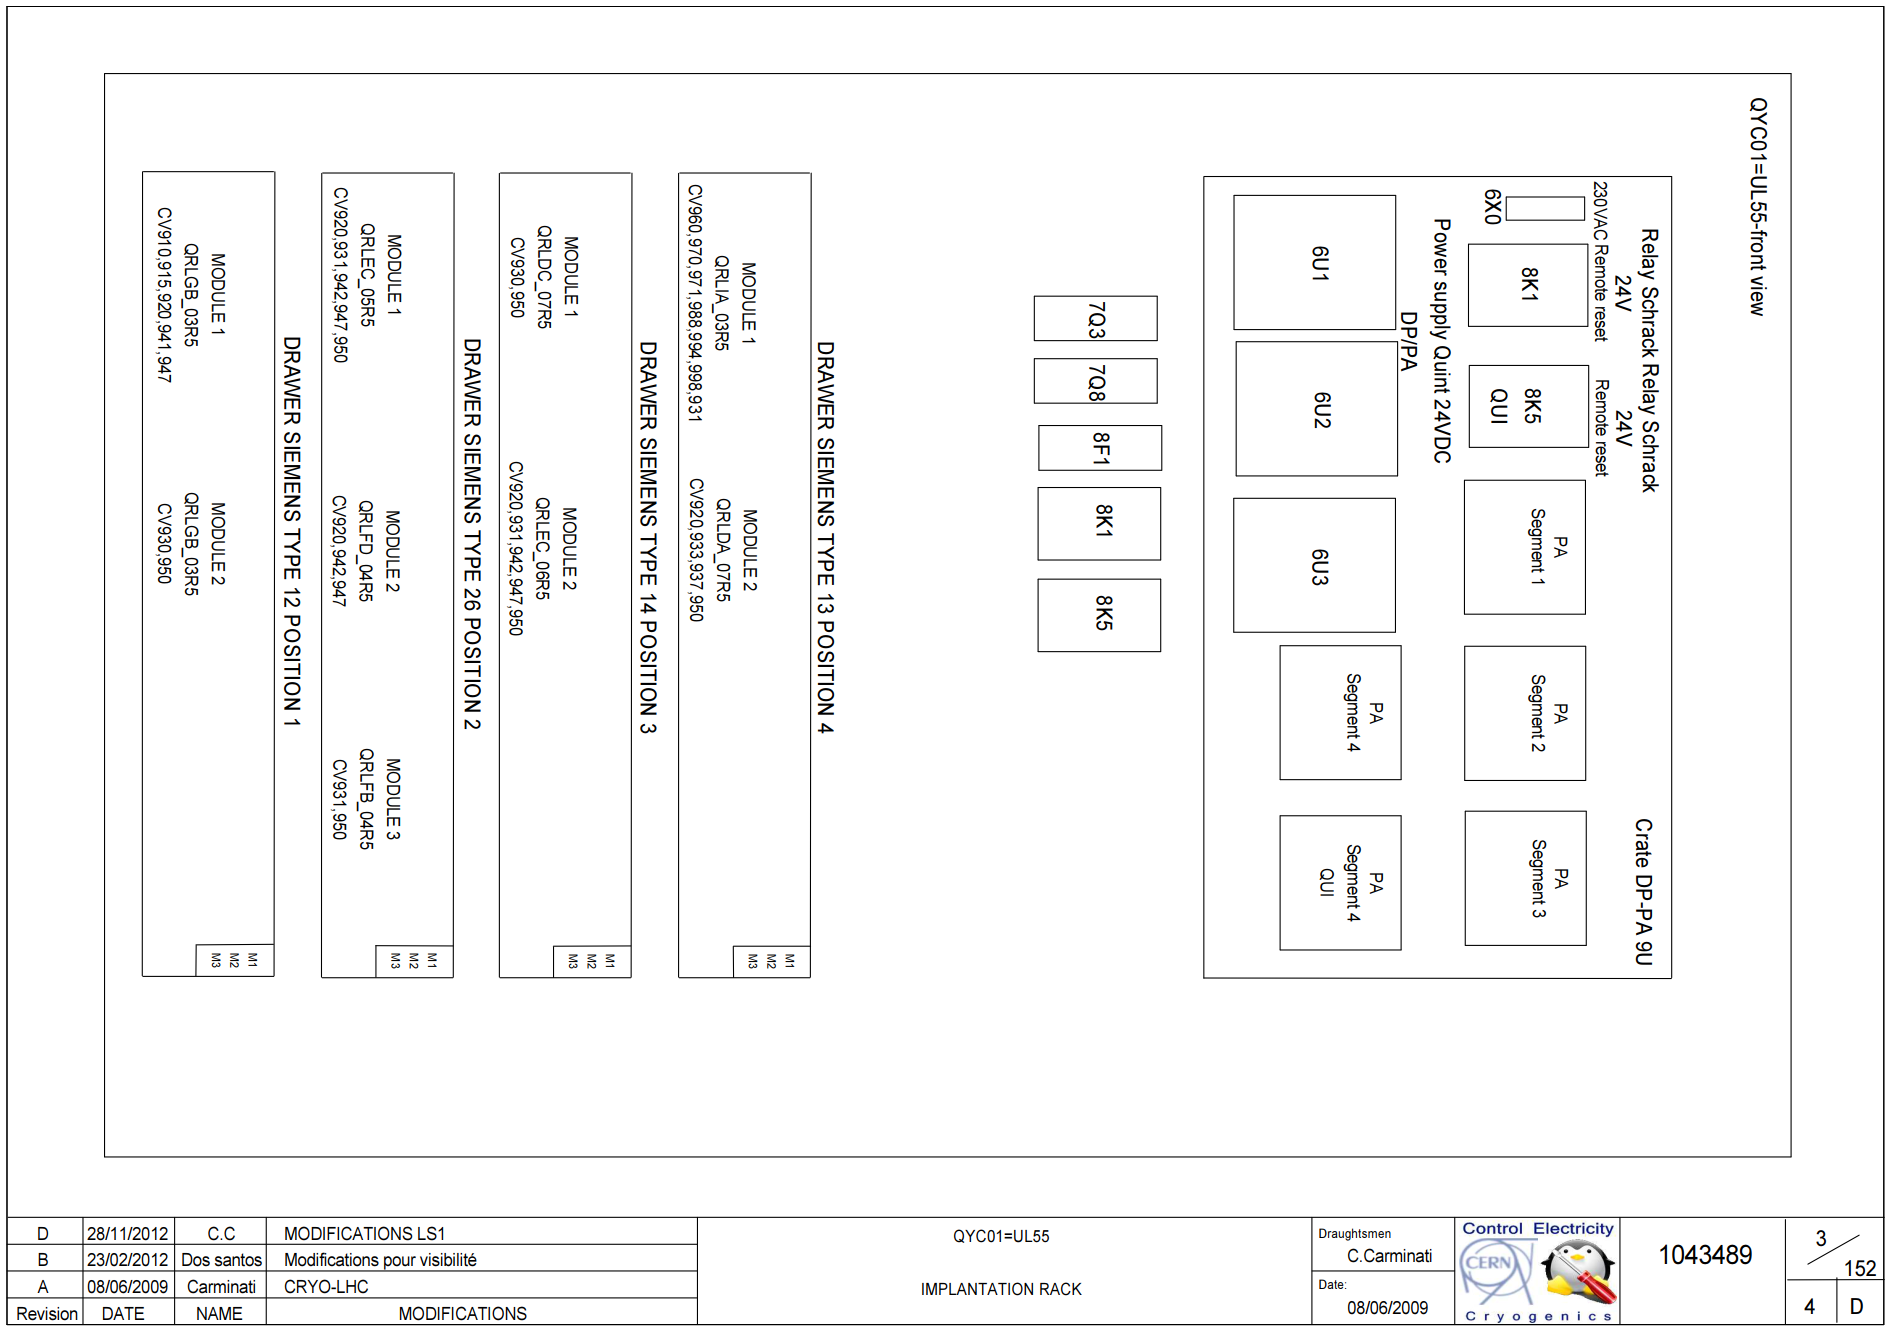 QYC01=UL55-front view
Relay Schrack Relay Schrack
24V
24V
230VAC Remote reset
Remote reset
6X0
8K1
8K5
QUI
Power supply Quint 24VDC
DP/PA
6U1
6U2
6U3
PA
Segment 1
PA
Segment 2
PA
Segment 3
PA
Segment 4
PA
Segment 4
QUI
Crate DP-PA 9U
7Q3
7Q8
8F1
8K1
8K5
DRAWER SIEMENS TYPE 13 POSITION 4
MODULE 1
QRLIA_03R5
CV960,970,971,988,994,998,931
MODULE 2
QRLDA_07R5
CV920,933,937,950
M1
M2
M3
DRAWER SIEMENS TYPE 14 POSITION 3
MODULE 1
QRLDC_07R5
CV930,950
MODULE 2
QRLEC_06R5
CV920,931,942,947,950
M1
M2
M3
DRAWER SIEMENS TYPE 26 POSITION 2
MODULE 1
QRLEC_05R5
CV920,931,942,947,950
MODULE 2
QRLFD_04R5
CV920,942,947
MODULE 3
QRLFB_04R5
CV931,950
M1
M2
M3
DRAWER SIEMENS TYPE 12 POSITION 1
MODULE 1
QRLGB_03R5
CV910,915,920,941,947
MODULE 2
QRLGB_03R5
CV930,950
M1
M2
M3
D 28/11/2012 C.C MODIFICATIONS LS1
B 23/02/2012 Dos santos Modifications pour visibilité
A 08/06/2009 Carminati CRYO-LHC
Revision DATE NAME MODIFICATIONS
QYC01=UL55
IMPLANTATION RACK
Draughtsmen
C.Carminati
Date:
08/06/2009
Control Electricity
CERN
Cryogenics
1043489
3
152
4 D